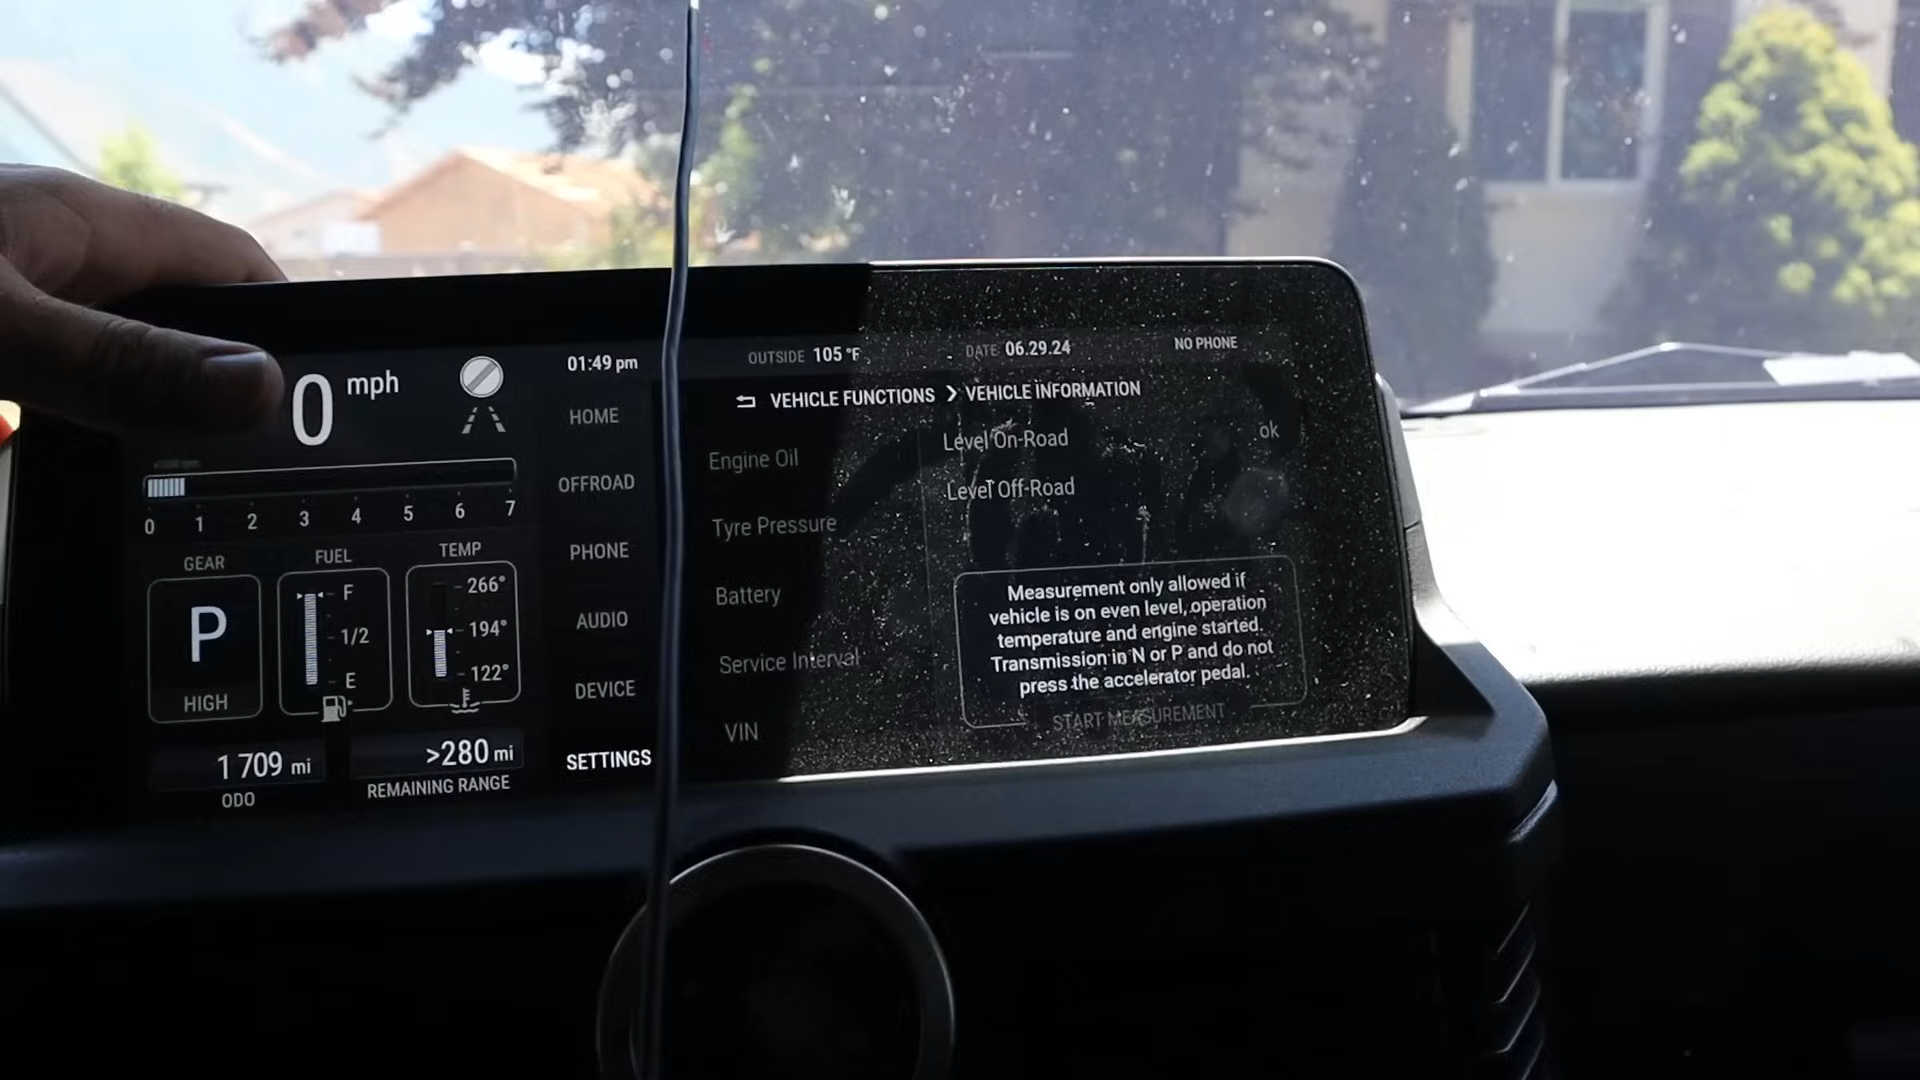 0 mph
01:49 pm
OUTSIDE 105 °F
DATE 06.29.24
NO PHONE
VEHICLE FUNCTIONS > VEHICLE INFORMATION
HOME
OFFROAD
PHONE
AUDIO
DEVICE
SETTINGS
0 1 2 3 4 5 6 7
GEAR
P
HIGH
FUEL
F
1/2
E
TEMP
266°
194°
122°
1 709 mi
ODO
>280 mi
REMAINING RANGE
Engine Oil
Tyre Pressure
Battery
Service Interval
VIN
Level On-Road ok
Level Off-Road
Measurement only allowed if
vehicle is on even level, operation
temperature and engine started.
Transmission in N or P and do not
press the accelerator pedal.
START MEASUREMENT